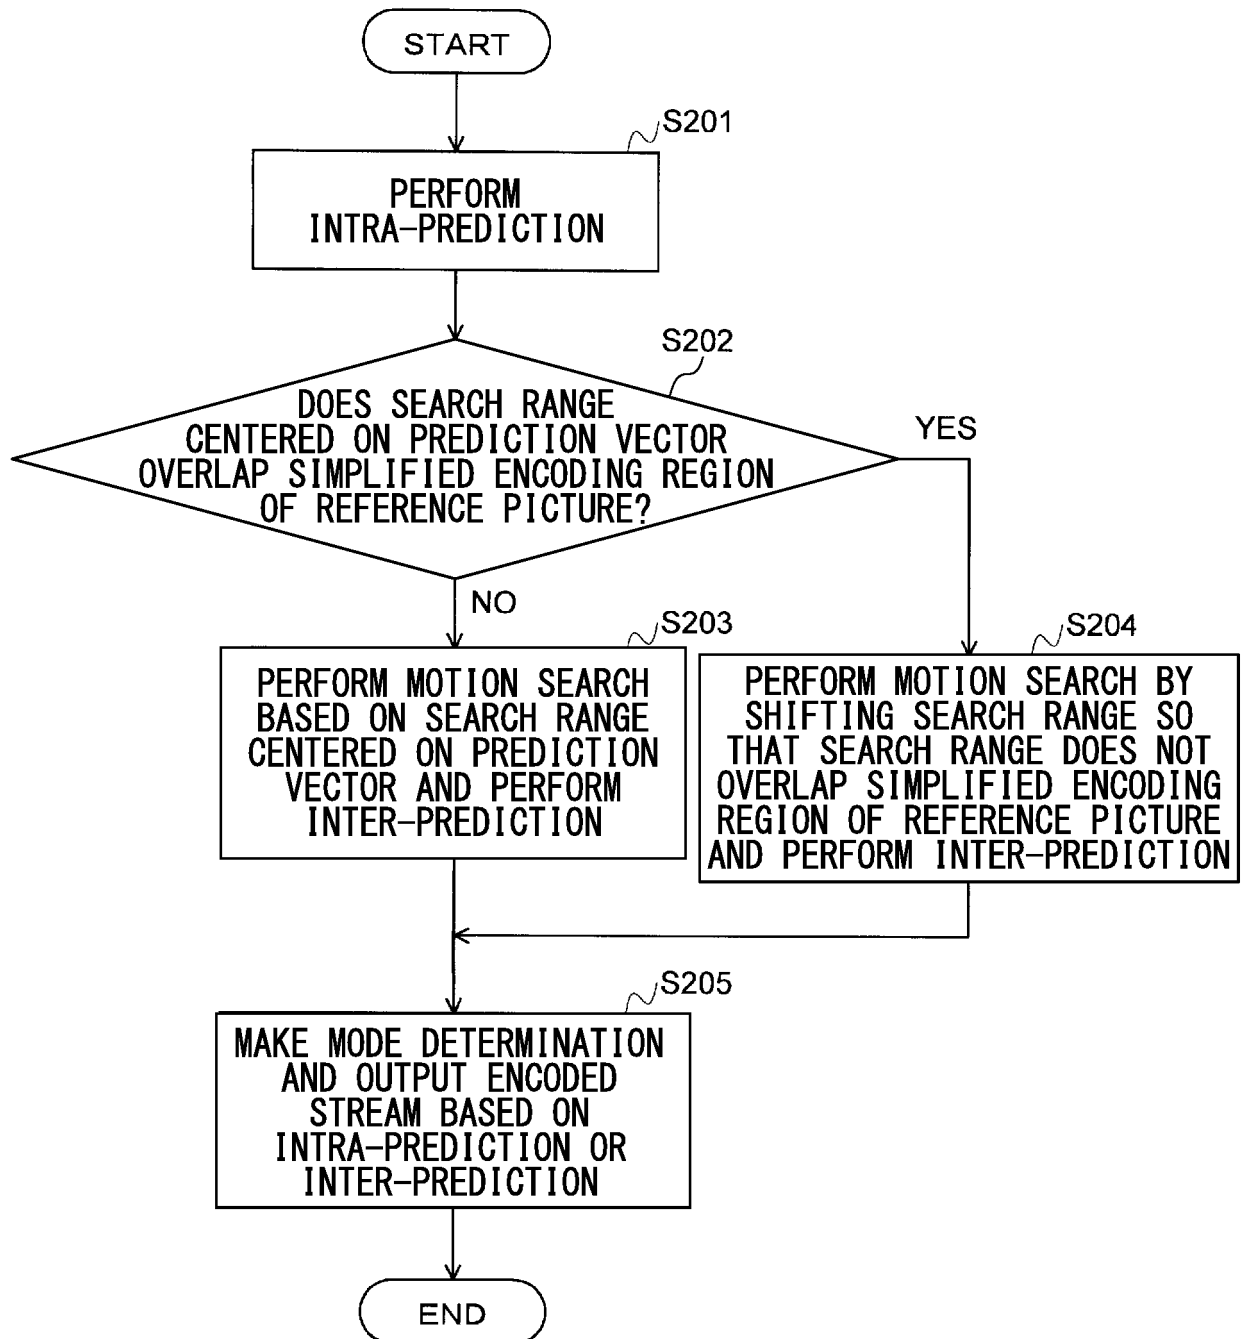 START
S201
PERFORM
INTRA-PREDICTION
S202
DOES SEARCH RANGE
CENTERED ON PREDICTION VECTOR
OVERLAP SIMPLIFIED ENCODING REGION
OF REFERENCE PICTURE?
YES
NO
S203
PERFORM MOTION SEARCH
BASED ON SEARCH RANGE
CENTERED ON PREDICTION
VECTOR AND PERFORM
INTER-PREDICTION
S204
PERFORM MOTION SEARCH BY
SHIFTING SEARCH RANGE SO
THAT SEARCH RANGE DOES NOT
OVERLAP SIMPLIFIED ENCODING
REGION OF REFERENCE PICTURE
AND PERFORM INTER-PREDICTION
S205
MAKE MODE DETERMINATION
AND OUTPUT ENCODED
STREAM BASED ON
INTRA-PREDICTION OR
INTER-PREDICTION
END